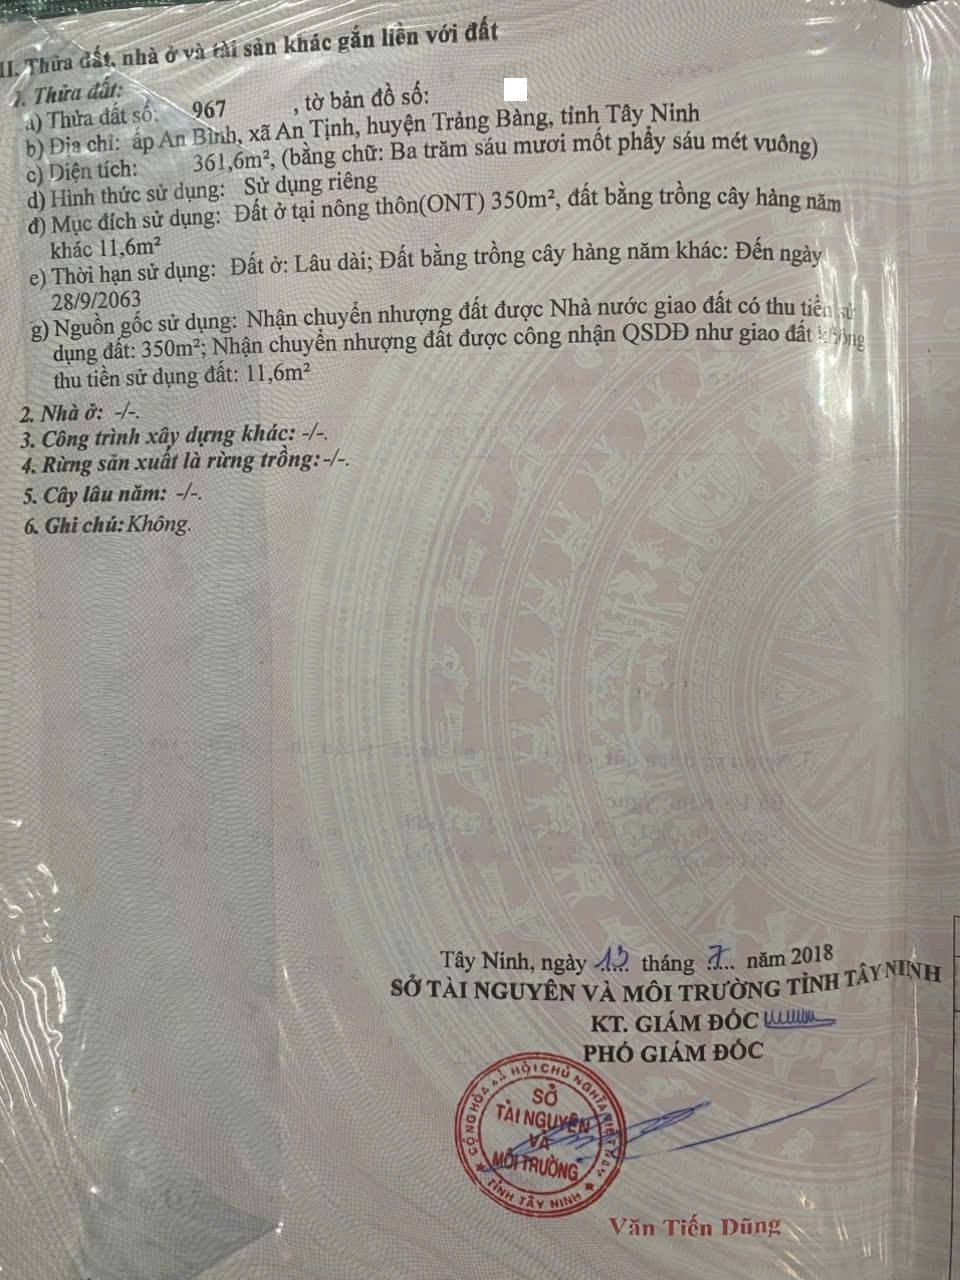 II. Thửa đất, nhà ở và tài sản khác gắn liền với đất
1. Thửa đất:
a) Thửa đất số: 967 , tờ bản đồ số:
b) Địa chỉ: ấp An Bình, xã An Tịnh, huyện Trảng Bàng, tỉnh Tây Ninh
c) Diện tích: 361,6m², (bằng chữ: Ba trăm sáu mươi mốt phẩy sáu mét vuông)
d) Hình thức sử dụng: Sử dụng riêng
đ) Mục đích sử dụng: Đất ở tại nông thôn(ONT) 350m², đất bằng trồng cây hàng năm
khác 11,6m²
e) Thời hạn sử dụng: Đất ở: Lâu dài; Đất bằng trồng cây hàng năm khác: Đến ngày
28/9/2063
g) Nguồn gốc sử dụng: Nhận chuyển nhượng đất được Nhà nước giao đất có thu tiền sử
dụng đất: 350m²; Nhận chuyển nhượng đất được công nhận QSDĐ như giao đất không
thu tiền sử dụng đất: 11,6m²
2. Nhà ở: -/-.
3. Công trình xây dựng khác: -/-.
4. Rừng sản xuất là rừng trồng: -/-.
5. Cây lâu năm: -/-.
6. Ghi chú: Không.
Tây Ninh, ngày 13 tháng 7 năm 2018
SỞ TÀI NGUYÊN VÀ MÔI TRƯỜNG TỈNH TÂY NINH
KT. GIÁM ĐỐC
PHÓ GIÁM ĐỐC
CỘNG HÒA XÃ HỘI CHỦ NGHĨA VIỆT NAM
SỞ
TÀI NGUYÊN
VÀ
MÔI TRƯỜNG
TỈNH TÂY NINH
Văn Tiến Dũng